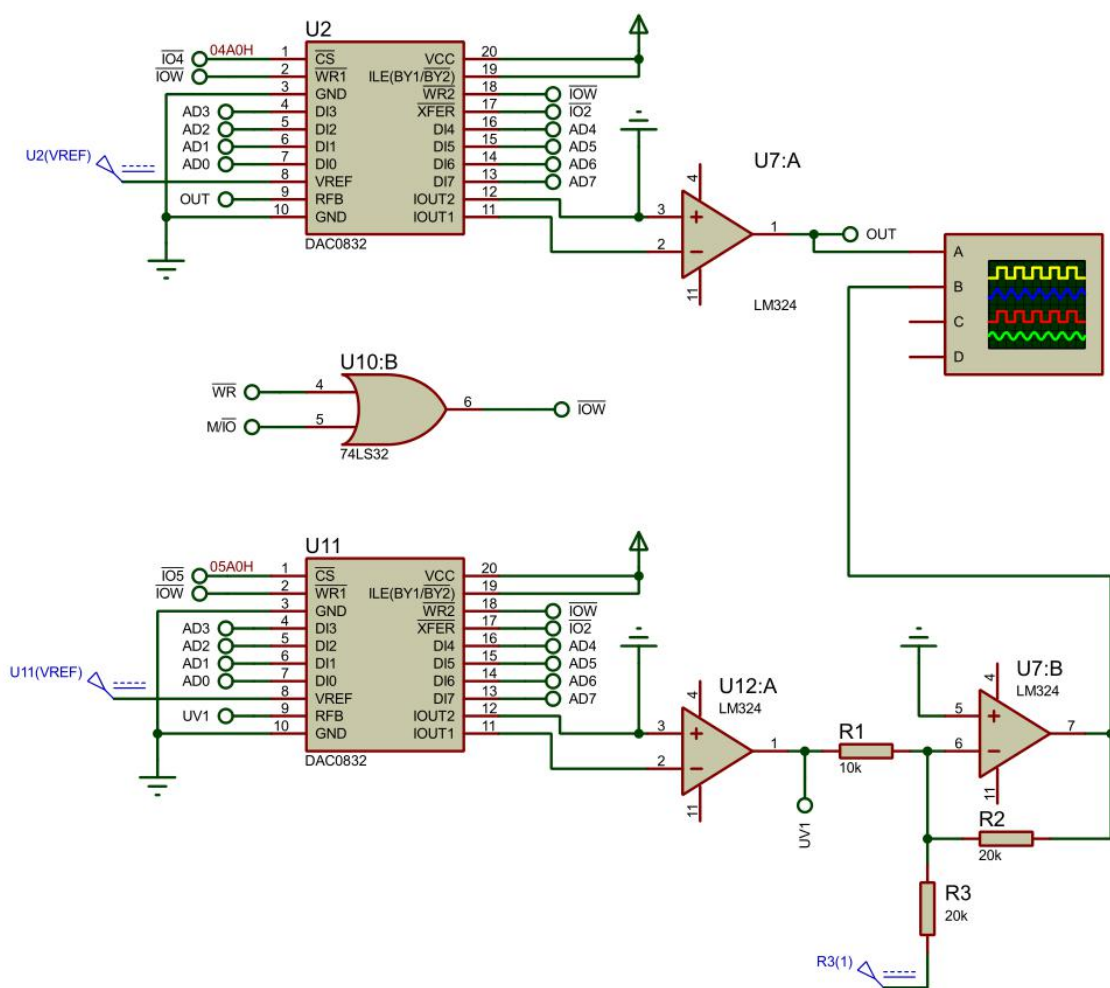 U2
IO4 04A0H 1 CS VCC 20
IOW 2 WR1 ILE(BY1/BY2) 19
3 GND WR2 18 IOW
AD3 4 DI3 XFER 17 IO2
AD2 5 DI2 DI4 16 AD4
AD1 6 DI1 DI5 15 AD5
AD0 7 DI0 DI6 14 AD6
U2(VREF) 8 VREF DI7 13 AD7
OUT 9 RFB IOUT2 12
10 GND IOUT1 11
DAC0832
U7:A
4
3
2
1
11
LM324
OUT
A
B
C
D
U10:B
WR 4
M/IO 5
6 IOW
74LS32
U11
IO5 05A0H 1 CS VCC 20
IOW 2 WR1 ILE(BY1/BY2) 19
3 GND WR2 18 IOW
AD3 4 DI3 XFER 17 IO2
AD2 5 DI2 DI4 16 AD4
AD1 6 DI1 DI5 15 AD5
AD0 7 DI0 DI6 14 AD6
U11(VREF) 8 VREF DI7 13 AD7
UV1 9 RFB IOUT2 12
10 GND IOUT1 11
DAC0832
U12:A
LM324
4
3
2
1
11
UV1
R1
10k
U7:B
LM324
4
5
6
7
11
R2
20k
R3
20k
R3(1)